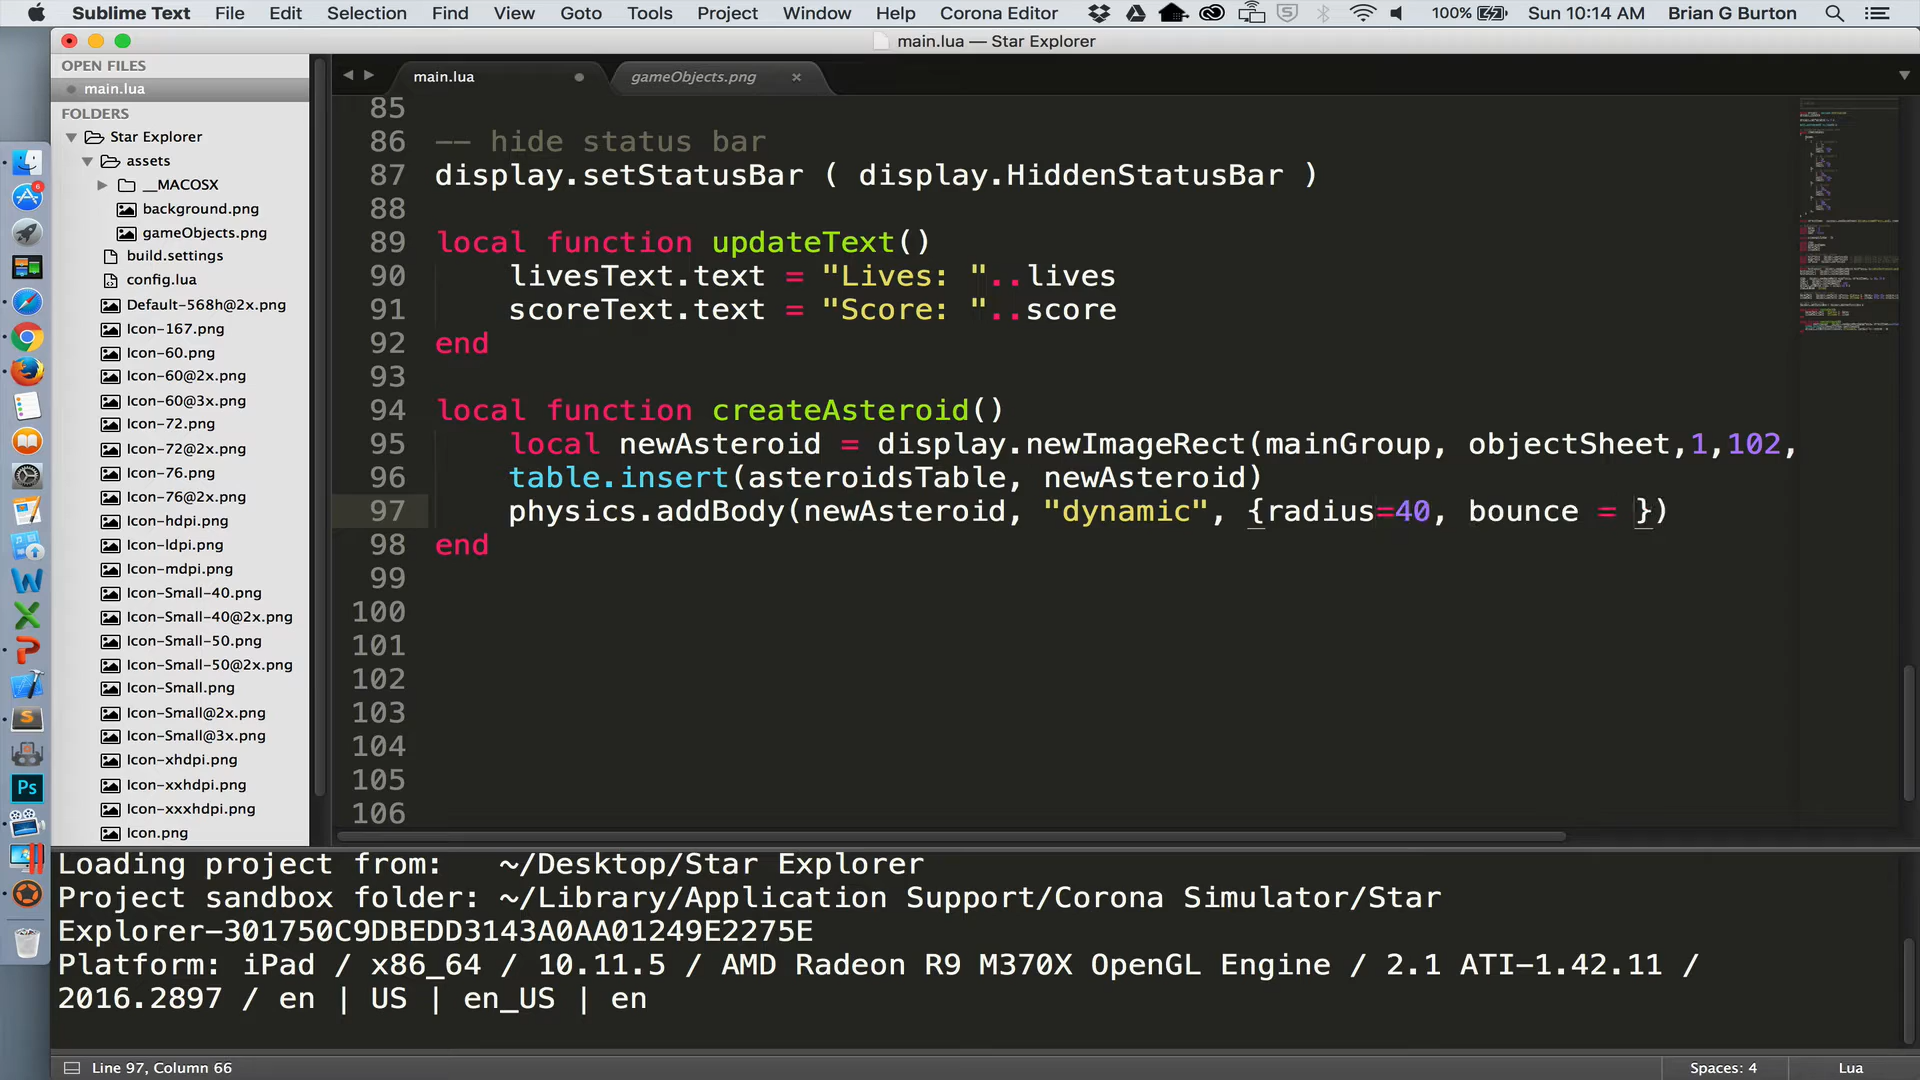 Sublime Text File Edit Selection Find View Goto Tools Project Window Help Corona Editor 100% Sun 10:14 AM Brian G Burton
main.lua — Star Explorer
OPEN FILES
main.lua
FOLDERS
Star Explorer
assets
__MACOSX
background.png
gameObjects.png
build.settings
config.lua
Default-568h@2x.png
Icon-167.png
Icon-60.png
Icon-60@2x.png
Icon-60@3x.png
Icon-72.png
Icon-72@2x.png
Icon-76.png
Icon-76@2x.png
Icon-hdpi.png
Icon-ldpi.png
Icon-mdpi.png
Icon-Small-40.png
Icon-Small-40@2x.png
Icon-Small-50.png
Icon-Small-50@2x.png
Icon-Small.png
Icon-Small@2x.png
Icon-Small@3x.png
Icon-xhdpi.png
Icon-xxhdpi.png
Icon-xxxhdpi.png
Icon.png
main.lua gameObjects.png
85
86 -- hide status bar
87 display.setStatusBar ( display.HiddenStatusBar )
88
89 local function updateText()
90 livesText.text = "Lives: "..lives
91 scoreText.text = "Score: "..score
92 end
93
94 local function createAsteroid()
95 local newAsteroid = display.newImageRect(mainGroup, objectSheet,1,102,
96 table.insert(asteroidsTable, newAsteroid)
97 physics.addBody(newAsteroid, "dynamic", {radius=40, bounce = })
98 end
99
100
101
102
103
104
105
106
Loading project from: ~/Desktop/Star Explorer
Project sandbox folder: ~/Library/Application Support/Corona Simulator/Star
Explorer-301750C9DBEDD3143A0AA01249E2275E
Platform: iPad / x86_64 / 10.11.5 / AMD Radeon R9 M370X OpenGL Engine / 2.1 ATI-1.42.11 /
2016.2897 / en | US | en_US | en
Line 97, Column 66 Spaces: 4 Lua